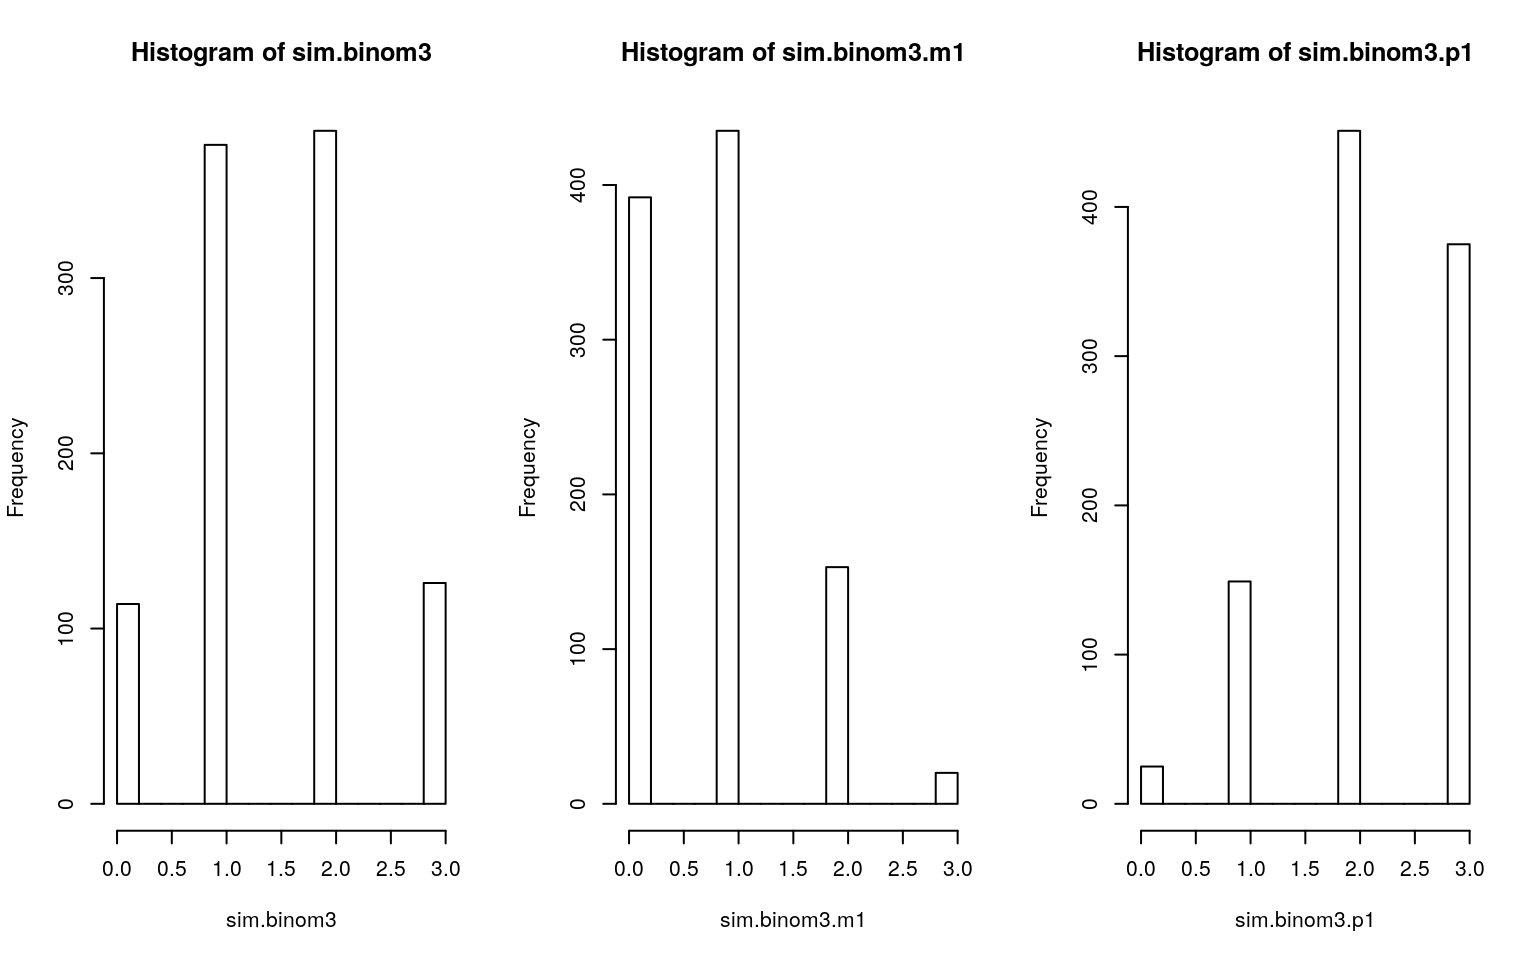 Histogram of sim.binom3
Frequency
300
200
100
0
0.0 0.5 1.0 1.5 2.0 2.5 3.0
sim.binom3
Histogram of sim.binom3.m1
Frequency
400
300
200
100
0
0.0 0.5 1.0 1.5 2.0 2.5 3.0
sim.binom3.m1
Histogram of sim.binom3.p1
Frequency
400
300
200
100
0
0.0 0.5 1.0 1.5 2.0 2.5 3.0
sim.binom3.p1